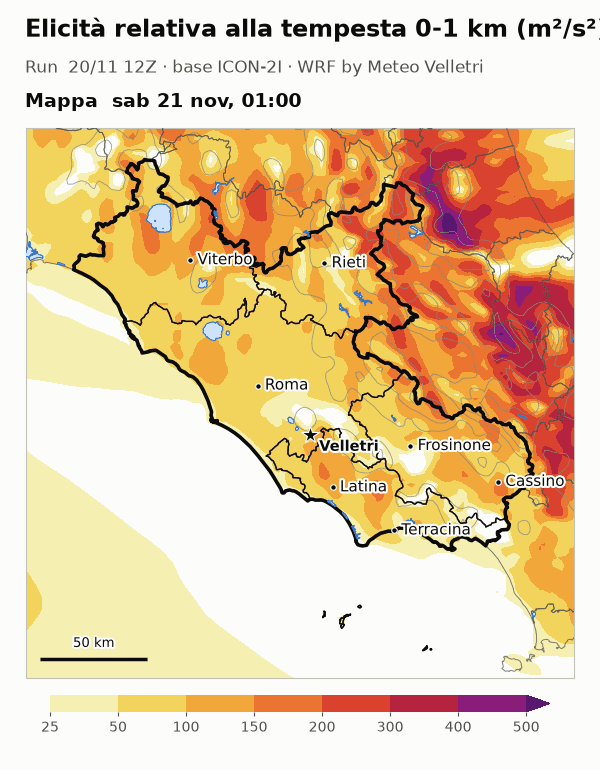 Elicità relativa alla tempesta 0-1 km (m²/s²)
Run 20/11 12Z · base ICON-2I · WRF by Meteo Velletri
Mappa sab 21 nov, 01:00
Viterbo
Rieti
Roma
Velletri
Frosinone
Cassino
Latina
Terracina
50 km
25 50 100 150 200 300 400 500